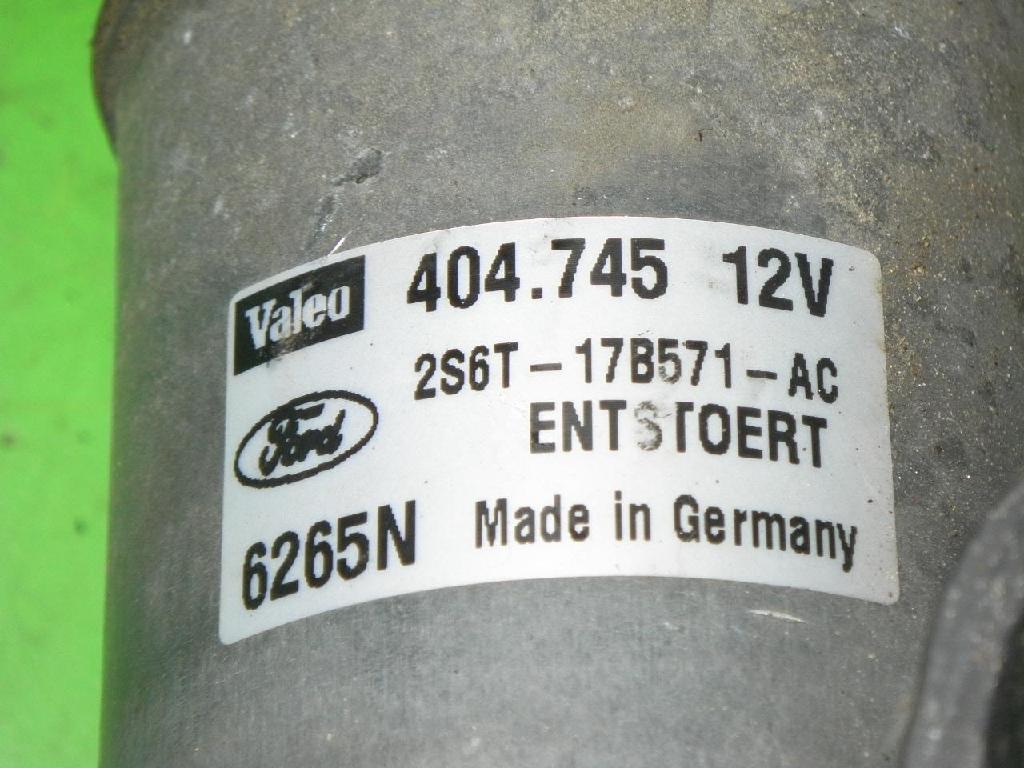 Valeo 404.745 12V
2S6T-17B571-AC
Ford ENTSTOERT
6265N Made in Germany